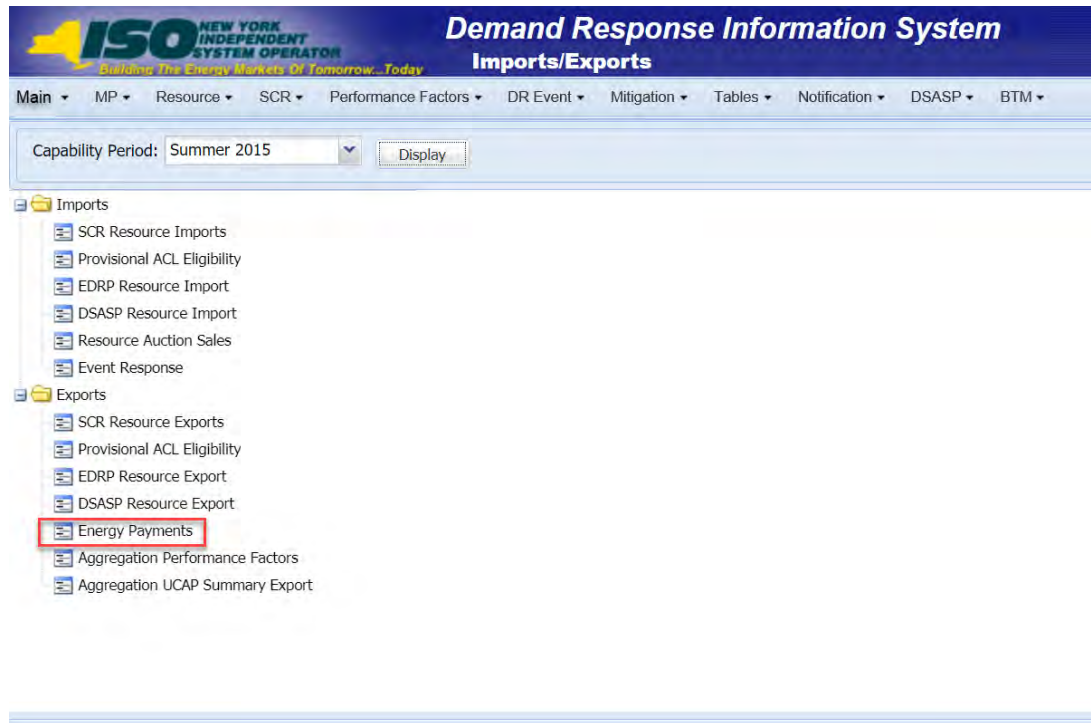 NEW YORK
INDEPENDENT
SYSTEM OPERATOR
ISO
Building The Energy Markets Of Tomorrow...Today
Demand Response Information System
Imports/Exports
Main MP Resource SCR Performance Factors DR Event Mitigation Tables Notification DSASP BTM
Capability Period: Summer 2015 Display
Imports
SCR Resource Imports
Provisional ACL Eligibility
EDRP Resource Import
DSASP Resource Import
Resource Auction Sales
Event Response
Exports
SCR Resource Exports
Provisional ACL Eligibility
EDRP Resource Export
DSASP Resource Export
Energy Payments
Aggregation Performance Factors
Aggregation UCAP Summary Export